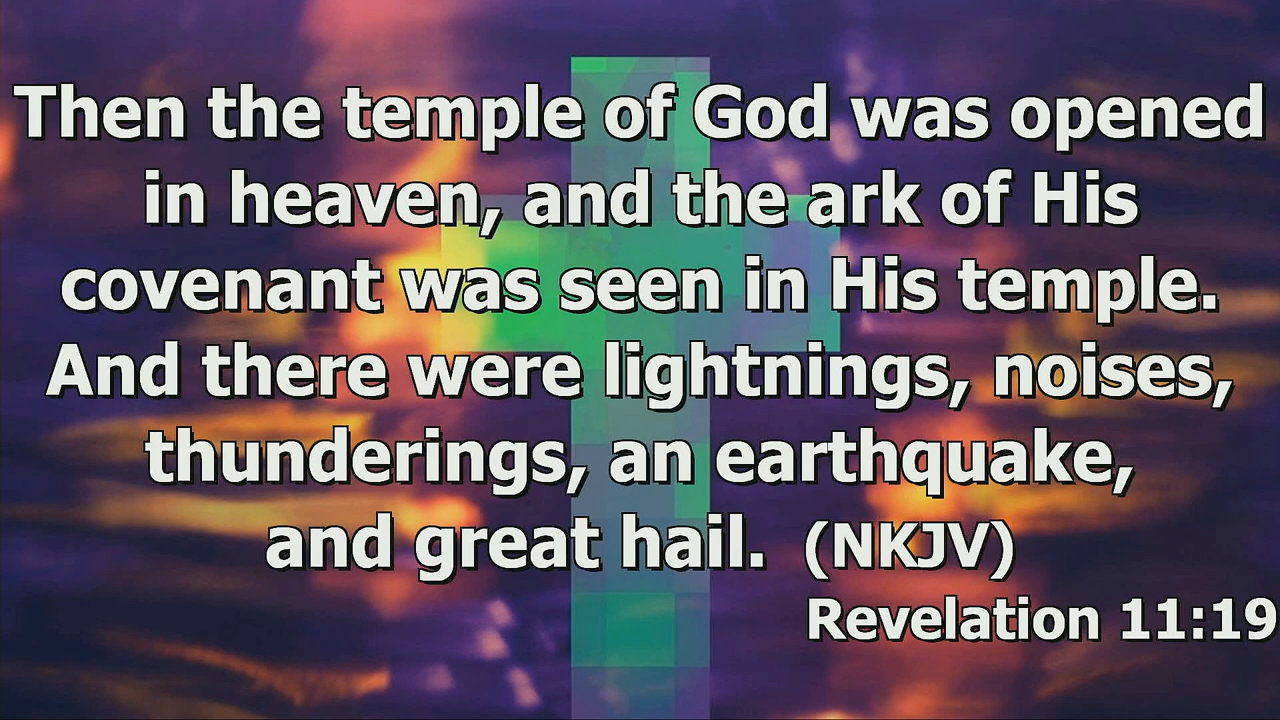 Then the temple of God was opened
in heaven, and the ark of His
covenant was seen in His temple.
And there were lightnings, noises,
thunderings, an earthquake,
and great hail. (NKJV)
Revelation 11:19